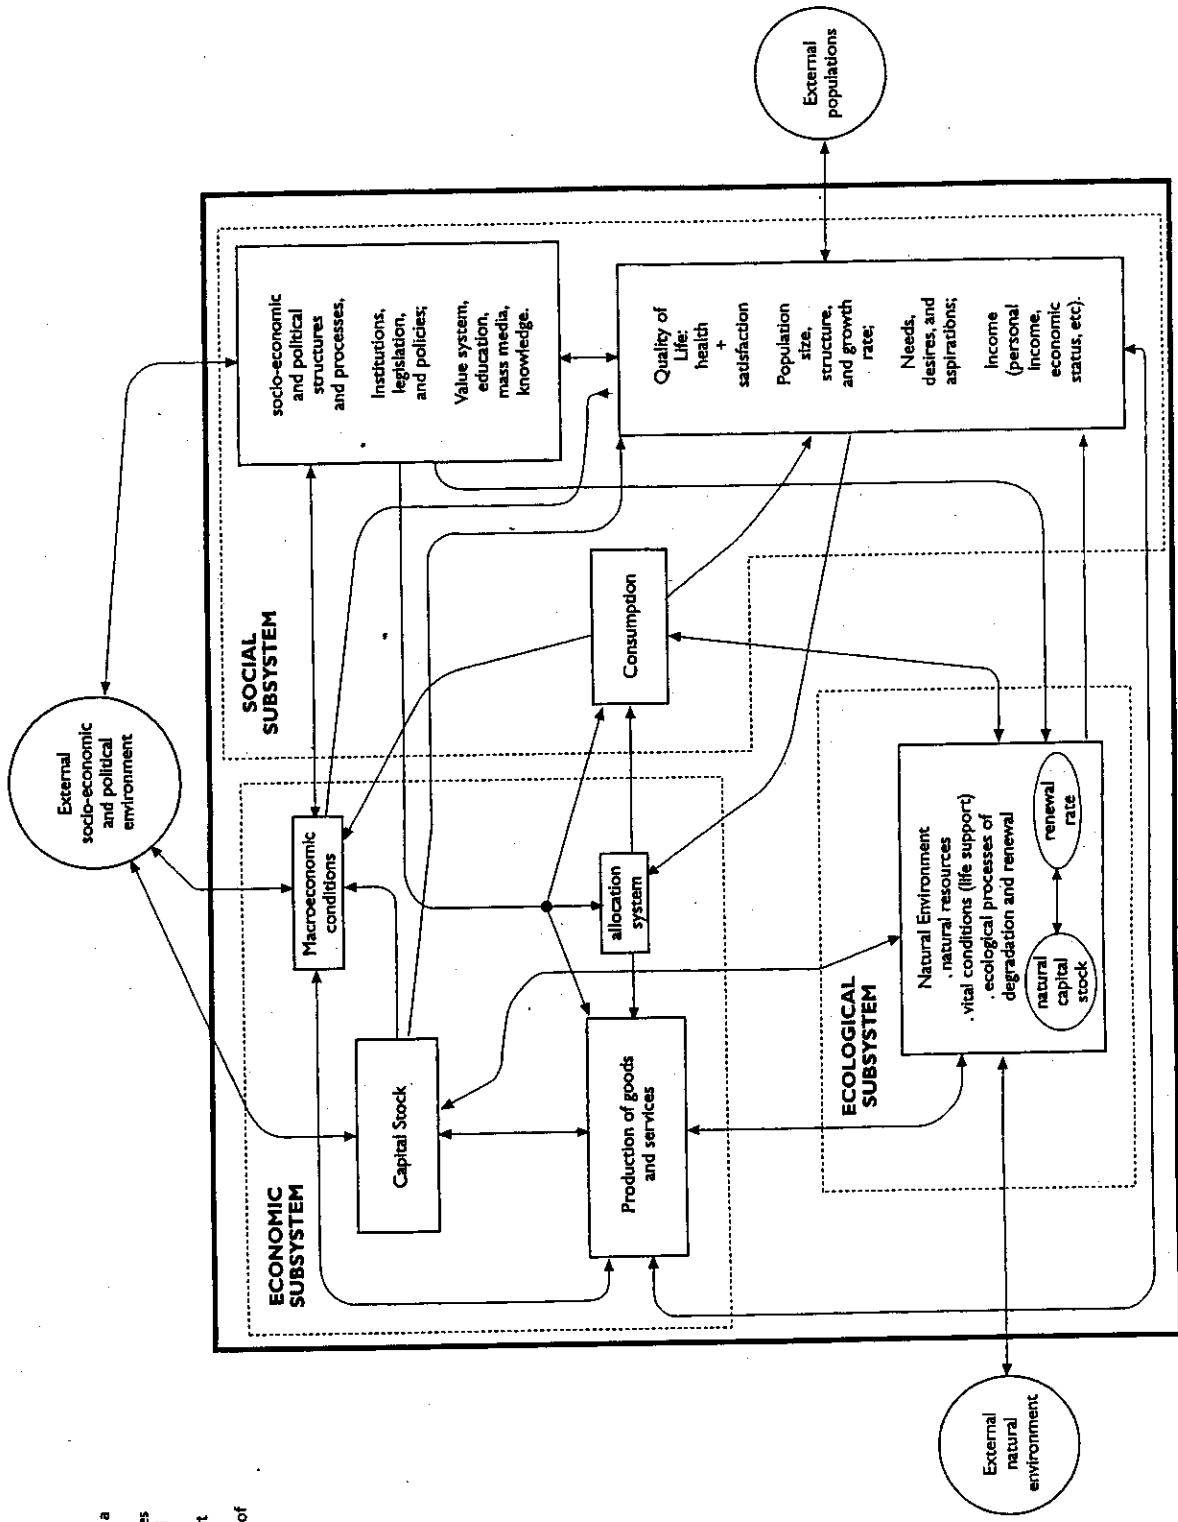 External
socio-economic
and political
environment
SOCIAL
SUBSYSTEM
socio-economic
and political
structures
and processes,
Institutions,
legislation,
and policies;
Value system,
education,
mass media,
knowledge.
Quality of
Life:
health
+
satisfaction
Population
size,
structure,
and growth
rate;
Needs,
desires, and
aspirations;
Income
(personal
income,
economic
status, etc).
External
populations
Consumption
ECONOMIC
SUBSYSTEM
Macroeconomic
conditions
Capital Stock
allocation
system
Production of goods
and services
ECOLOGICAL
SUBSYSTEM
Natural Environment
. natural resources
. vital conditions (life support)
. ecological processes of
degradation and renewal
natural
capital
stock
renewal
rate
External
natural
environment
a
es
rt
of